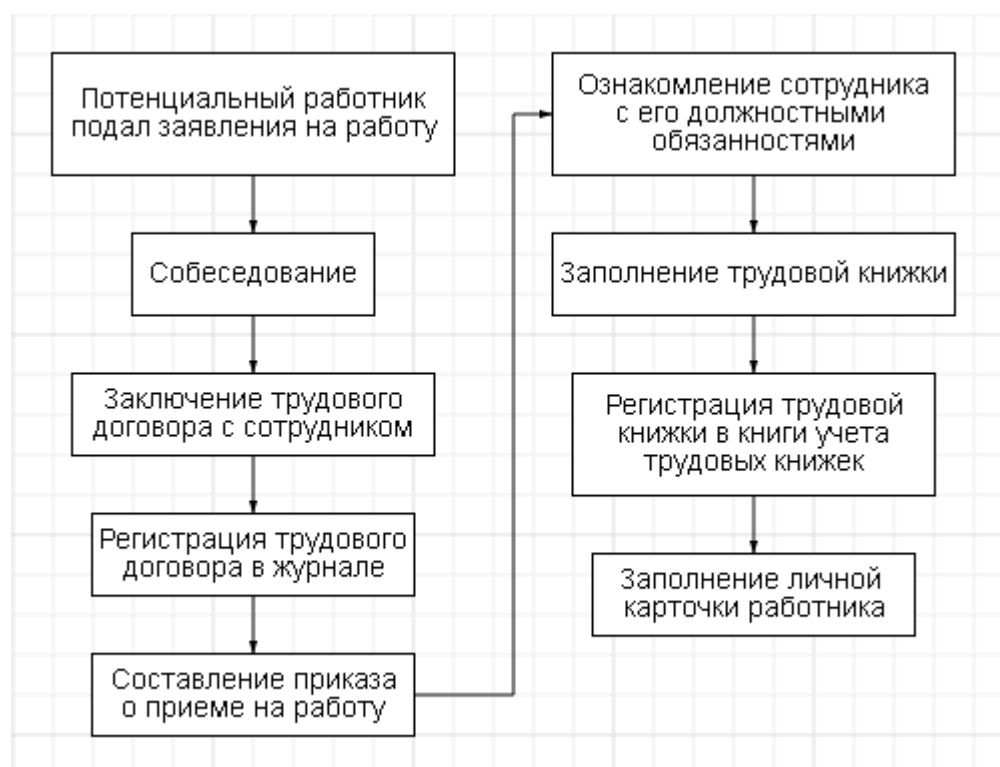 Потенциальный работник
подал заявления на работу
Собеседование
Заключение трудового
договора с сотрудником
Регистрация трудового
договора в журнале
Составление приказа
о приеме на работу
Ознакомление сотрудника
с его должностными
обязанностями
Заполнение трудовой книжки
Регистрация трудовой
книжки в книги учета
трудовых книжек
Заполнение личной
карточки работника